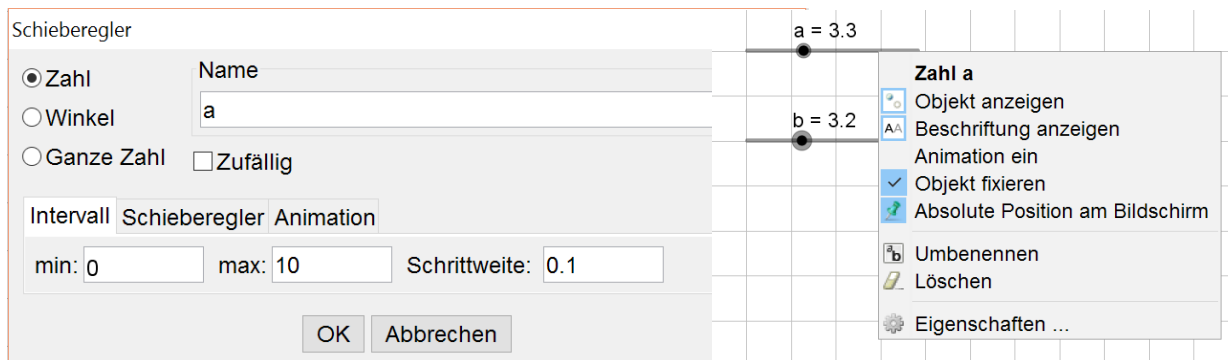 Schieberegler
Zahl
Winkel
Ganze Zahl
Name
a
Zufällig
Intervall Schieberegler Animation
min: 0 max: 10 Schrittweite: 0.1
OK Abbrechen
a = 3.3
b = 3.2
Zahl a
Objekt anzeigen
AA Beschriftung anzeigen
Animation ein
Objekt fixieren
Absolute Position am Bildschirm
ab Umbenennen
Löschen
Eigenschaften ...